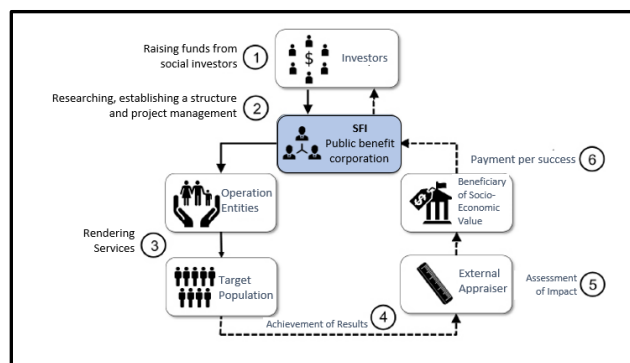 Raising funds from
social investors
1
$
Investors
Researching, establishing a structure
and project management
2
SFI
Public benefit
corporation
Payment per success
6
Operation
Entities
$
Beneficiary
of Socio-
Economic
Value
Rendering
Services
3
Target
Population
External
Appraiser
Assessment
of Impact
5
Achievement of Results
4